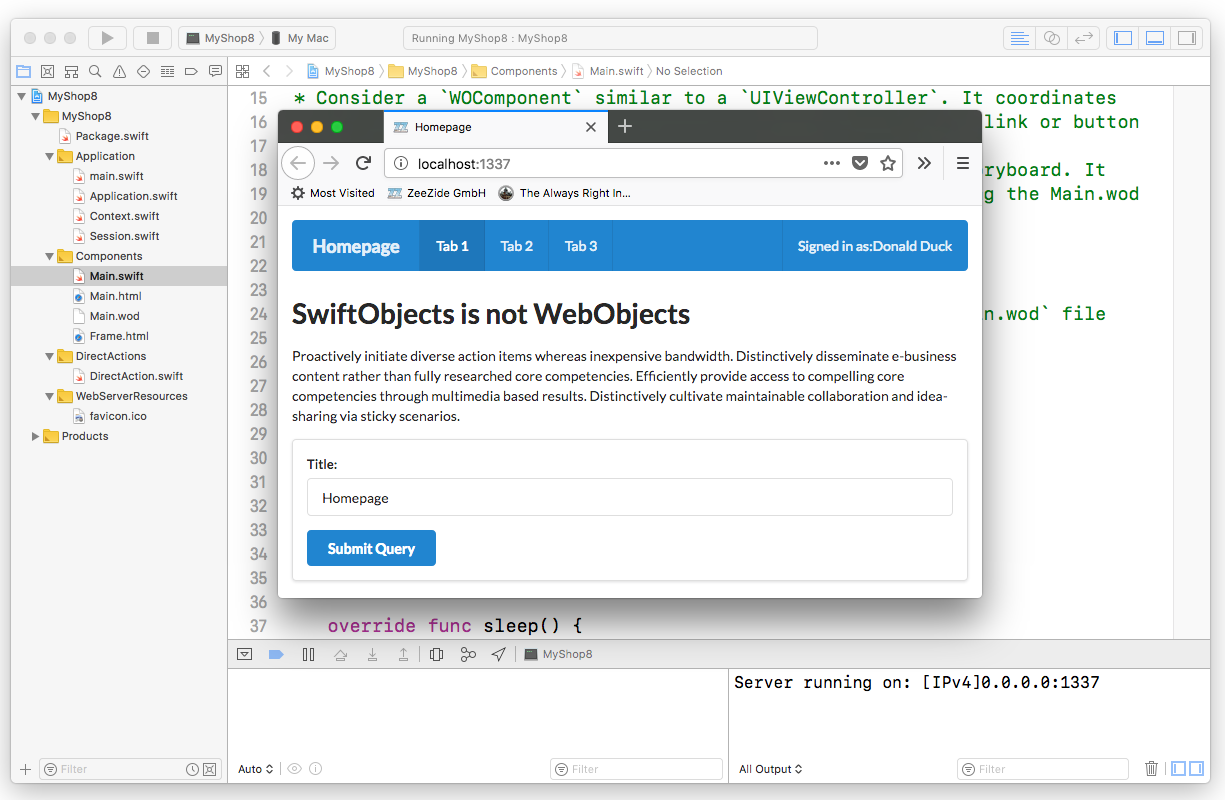 MyShop8 〉 My Mac
Running MyShop8 : MyShop8
MyShop8 〉 MyShop8 〉 Components 〉 Main.swift 〉 No Selection
MyShop8
MyShop8
Package.swift
Application
main.swift
Application.swift
Context.swift
Session.swift
Components
Main.swift
Main.html
Main.wod
Frame.html
DirectActions
DirectAction.swift
WebServerResources
favicon.ico
Products
Filter
15 * Consider a `WOComponent` similar to a `UIViewController`. It coordinates
16 link or button
17
18 ryboard. It
19 g the Main.wod
20
21
22
23
24 n.wod` file
25
26
27
28
29
30
31
32
33
34
35
36
37 override func sleep() {
Homepage
localhost:1337
Most Visited ZeeZide GmbH The Always Right In...
Homepage Tab 1 Tab 2 Tab 3 Signed in as:Donald Duck
SwiftObjects is not WebObjects
Proactively initiate diverse action items whereas inexpensive bandwidth. Distinctively disseminate e-business
content rather than fully researched core competencies. Efficiently provide access to compelling core
competencies through multimedia based results. Distinctively cultivate maintainable collaboration and idea-
sharing via sticky scenarios.
Title:
Homepage
Submit Query
MyShop8
Server running on: [IPv4]0.0.0.0:1337
Auto
Filter
All Output
Filter